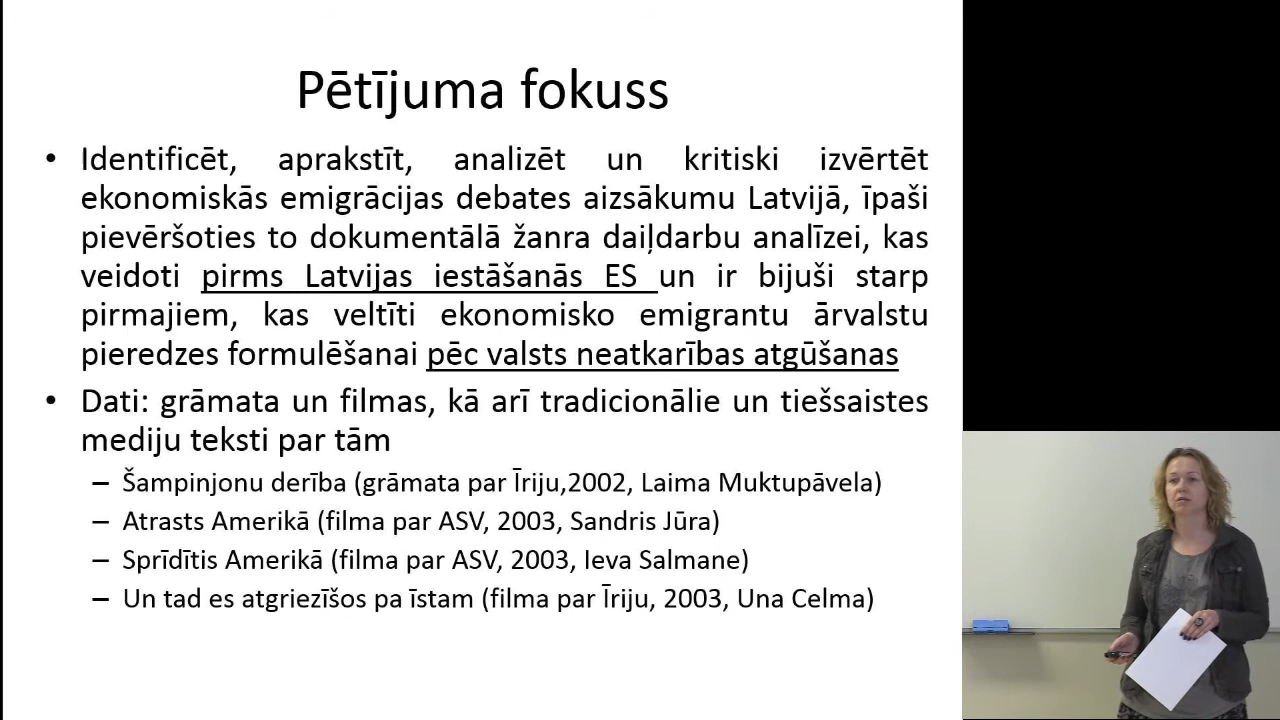 Pētījuma fokuss
• Identificēt, aprakstīt, analizēt un kritiski izvērtēt
ekonomiskās emigrācijas debates aizsākumu Latvijā, īpaši
pievēršoties to dokumentālā žanra daiļdarbu analīzei, kas
veidoti pirms Latvijas iestāšanās ES un ir bijuši starp
pirmajiem, kas veltīti ekonomisko emigrantu ārvalstu
pieredzes formulēšanai pēc valsts neatkarības atgūšanas
• Dati: grāmata un filmas, kā arī tradicionālie un tiešsaistes
mediju teksti par tām
– Šampinjonu derība (grāmata par Īriju,2002, Laima Muktupāvela)
– Atrasts Amerikā (filma par ASV, 2003, Sandris Jūra)
– Sprīdītis Amerikā (filma par ASV, 2003, Ieva Salmane)
– Un tad es atgriezīšos pa īstam (filma par Īriju, 2003, Una Celma)